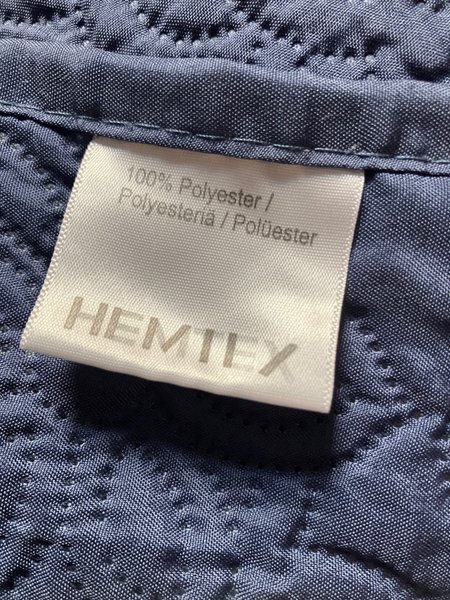 100% Polyester /
Polyesteriä / Polüester
HEMTEX